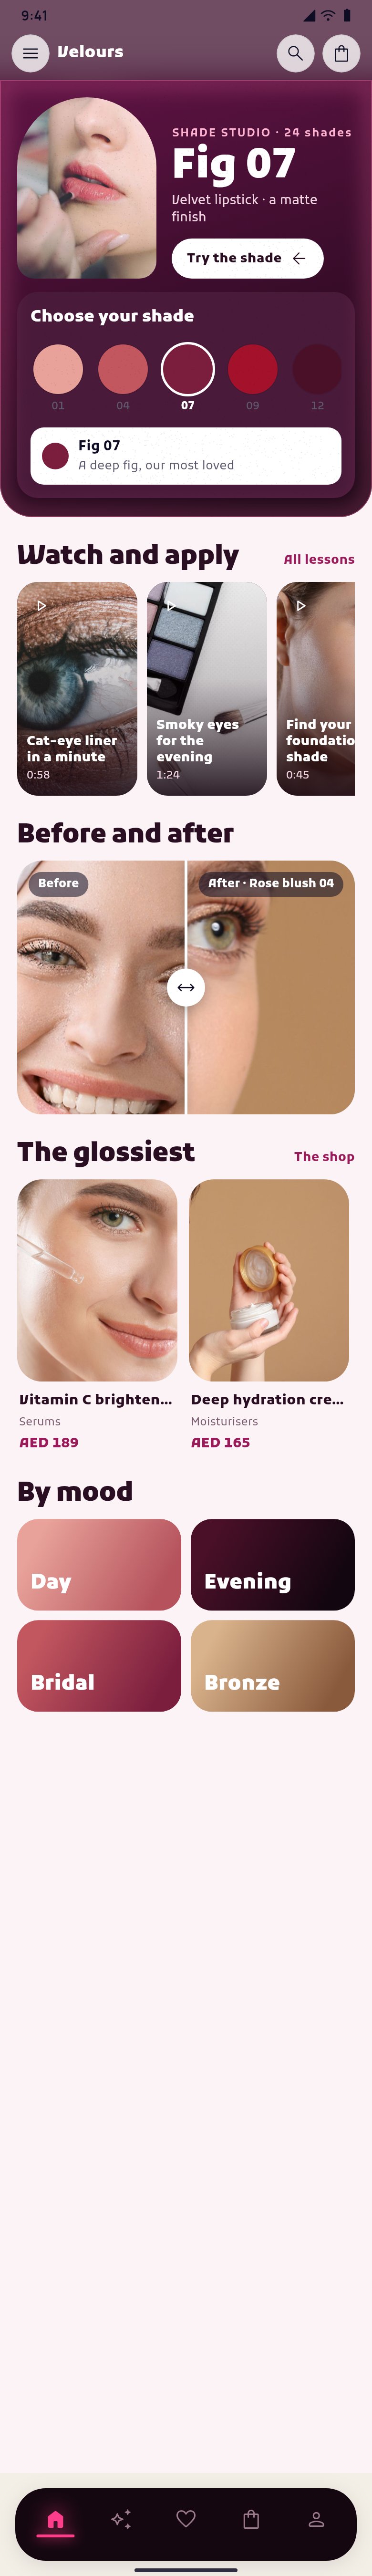 9:41
Velours
SHADE STUDIO · 24 shades
Fig 07
Velvet lipstick · a matte
finish
Try the shade
Choose your shade
01
04
07
09
12
Fig 07
A deep fig, our most loved
Watch and apply
All lessons
Cat-eye liner
in a minute
0:58
Smoky eyes
for the
evening
1:24
Find your
foundatio
shade
0:45
Before and after
Before
After · Rose blush 04
The glossiest
The shop
Vitamin C brighten...
Serums
AED 189
Deep hydration cre...
Moisturisers
AED 165
By mood
Day
Evening
Bridal
Bronze